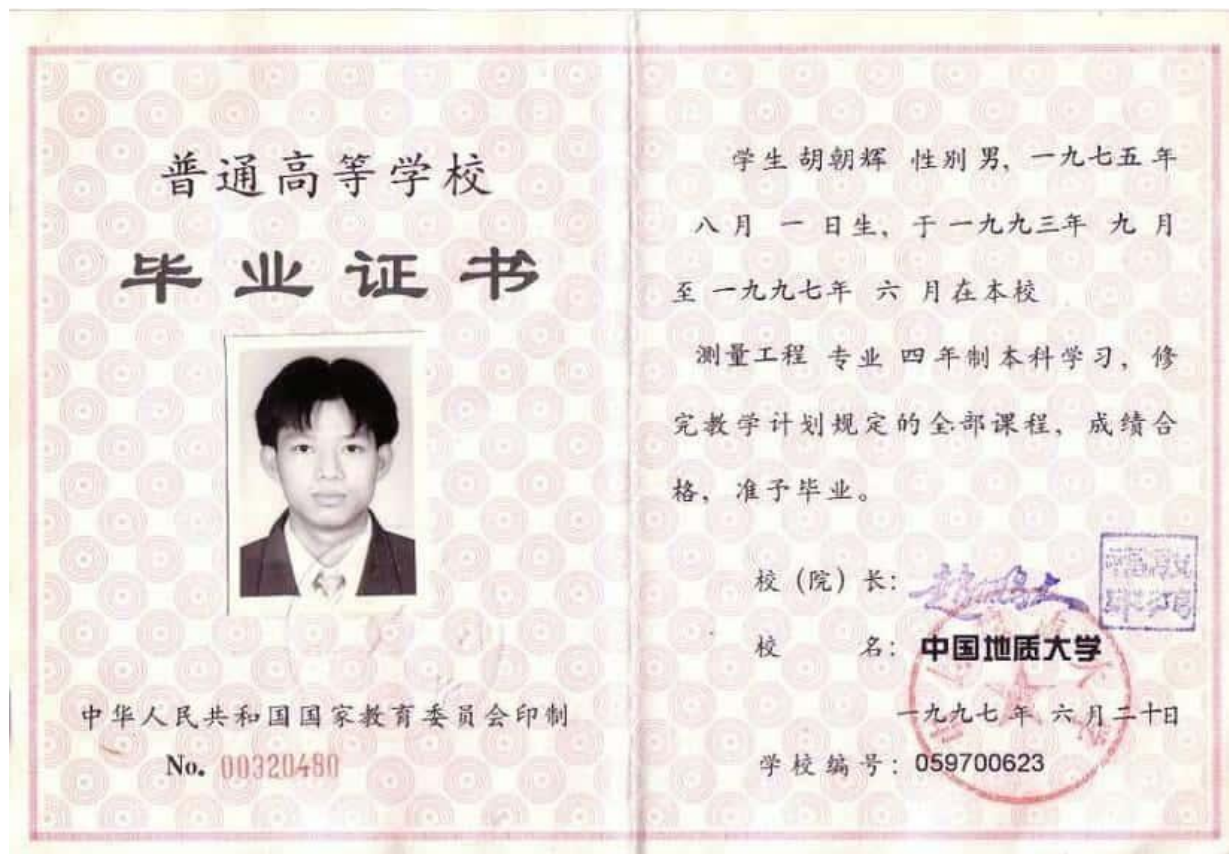 普通高等学校
毕业证书
中华人民共和国国家教育委员会印制
No. 00320480
学生 胡朝辉 性别 男, 一九七五 年
八 月 一 日生, 于 一九九三年 九 月
至 一九九七年 六 月在本校
测量工程 专业 四 年制本科学习, 修
完教学计划规定的全部课程, 成绩合
格, 准予毕业。
校 (院) 长: 赵鹏大
校 名: 中国地质大学
一九九七 年 六 月二十日
学校编号: 059700623